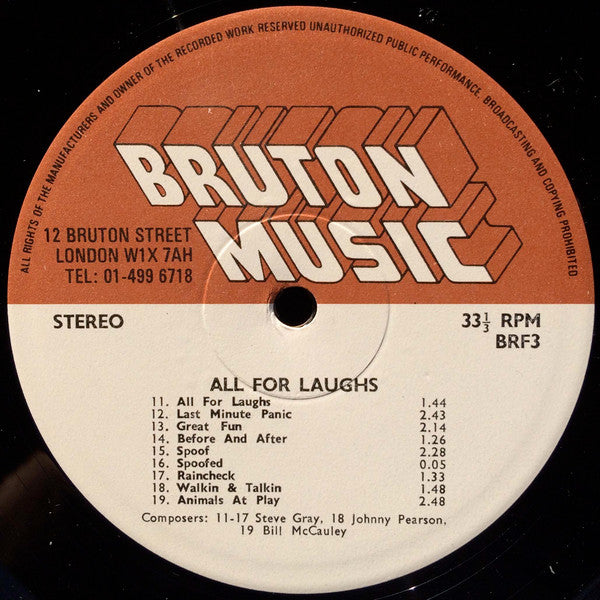 ALL RIGHTS OF THE MANUFACTURERS AND OWNER OF THE RECORDED WORK RESERVED UNAUTHORIZED PUBLIC PERFORMANCE, BROADCASTING AND COPYING PROHIBITED
BRUTON
MUSIC
12 BRUTON STREET
LONDON W1X 7AH
TEL: 01-499 6718
STEREO
33⅓ RPM
BRF3
ALL FOR LAUGHS
11. All For Laughs 1.44
12. Last Minute Panic 2.43
13. Great Fun 2.14
14. Before And After 1.26
15. Spoof 2.28
16. Spoofed 0.05
17. Raincheck 1.33
18. Walkin & Talkin 1.48
19. Animals At Play 2.48
Composers: 11-17 Steve Gray, 18 Johnny Pearson,
19 Bill McCauley